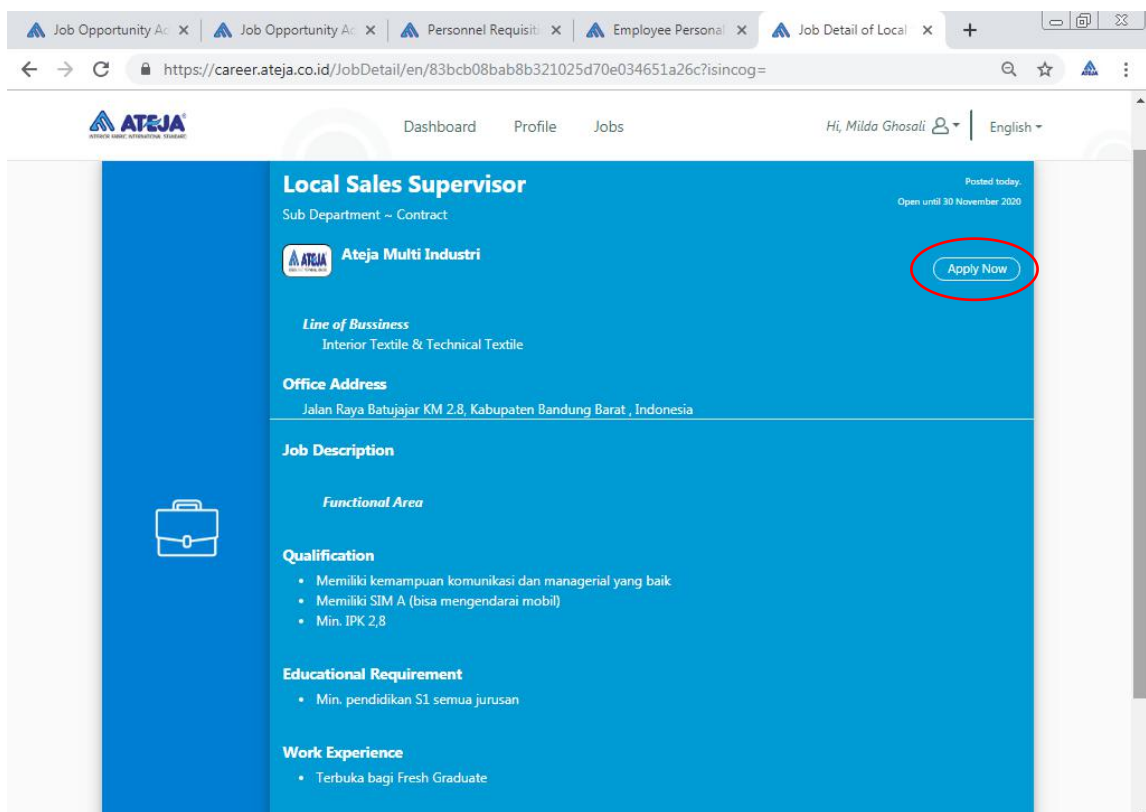 Job Opportunity Ac
Job Opportunity Ac
Personnel Requisiti
Employee Personal
Job Detail of Local
https://career.ateja.co.id/JobDetail/en/83bcb08bab8b321025d70e034651a26c?isincog=
ATEJA
INTERIOR FABRIC INTERNATIONAL STANDARD
Dashboard
Profile
Jobs
Hi, Milda Ghosali
English
Local Sales Supervisor
Posted today.
Sub Department ~ Contract
Open until 30 November 2020
ATEJA
Ateja Multi Industri
Apply Now
Line of Bussiness
Interior Textile & Technical Textile
Office Address
Jalan Raya Batujajar KM 2.8, Kabupaten Bandung Barat , Indonesia
Job Description
Functional Area
Qualification
• Memiliki kemampuan komunikasi dan managerial yang baik
• Memiliki SIM A (bisa mengendarai mobil)
• Min. IPK 2,8
Educational Requirement
• Min. pendidikan S1 semua jurusan
Work Experience
• Terbuka bagi Fresh Graduate